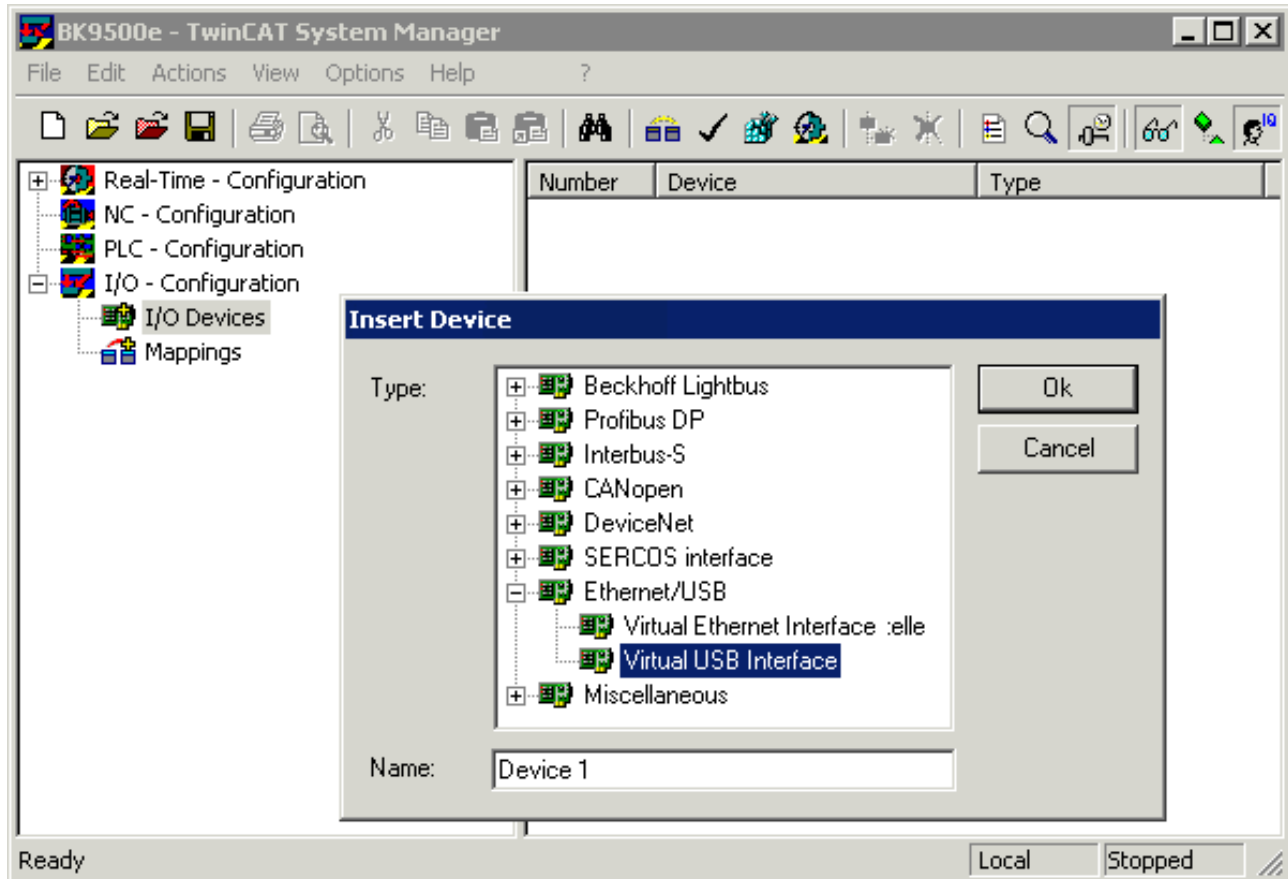 BK9500e - TwinCAT System Manager
File Edit Actions View Options Help ?
Real-Time - Configuration
NC - Configuration
PLC - Configuration
I/O - Configuration
I/O Devices
Mappings
Number Device Type
Insert Device
Type:
Beckhoff Lightbus
Profibus DP
Interbus-S
CANopen
DeviceNet
SERCOS interface
Ethernet/USB
Virtual Ethernet Interface :elle
Virtual USB Interface
Miscellaneous
Ok
Cancel
Name: Device 1
Ready Local Stopped